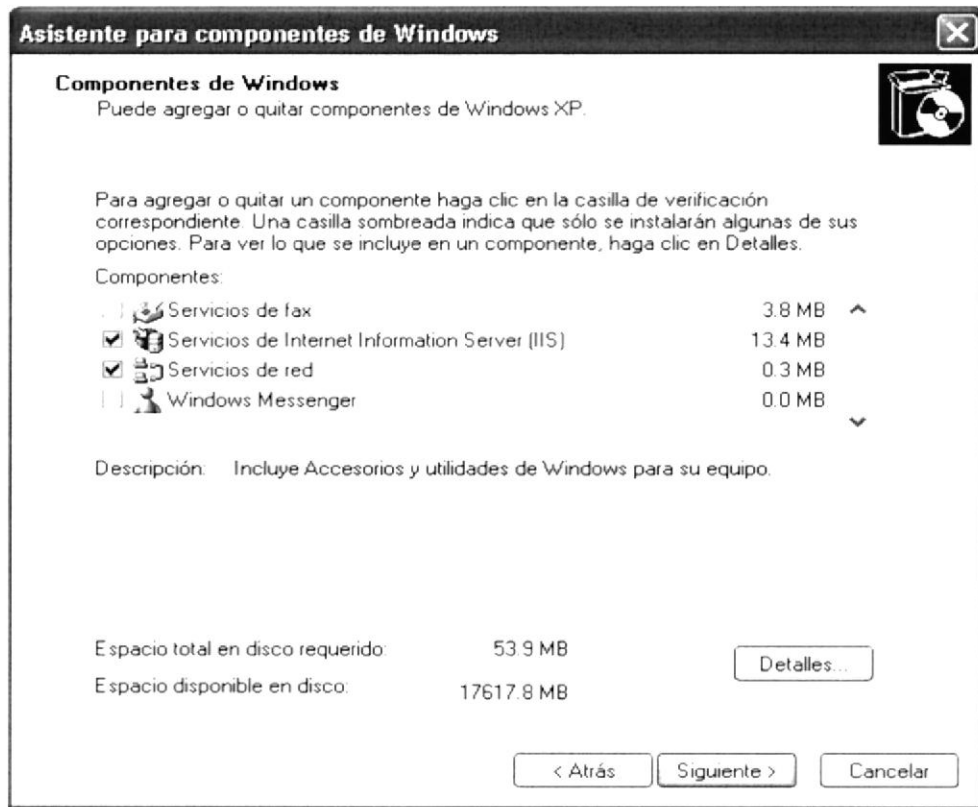 Asistente para componentes de Windows
Componentes de Windows
Puede agregar o quitar componentes de Windows XP.
Para agregar o quitar un componente haga clic en la casilla de verificación
correspondiente. Una casilla sombreada indica que sólo se instalarán algunas de sus
opciones. Para ver lo que se incluye en un componente, haga clic en Detalles.
Componentes:
Servicios de fax 3.8 MB
Servicios de Internet Information Server (IIS) 13.4 MB
Servicios de red 0.3 MB
Windows Messenger 0.0 MB
Descripción: Incluye Accesorios y utilidades de Windows para su equipo.
Espacio total en disco requerido: 53.9 MB
Detalles...
Espacio disponible en disco: 17617.8 MB
< Atrás Siguiente > Cancelar